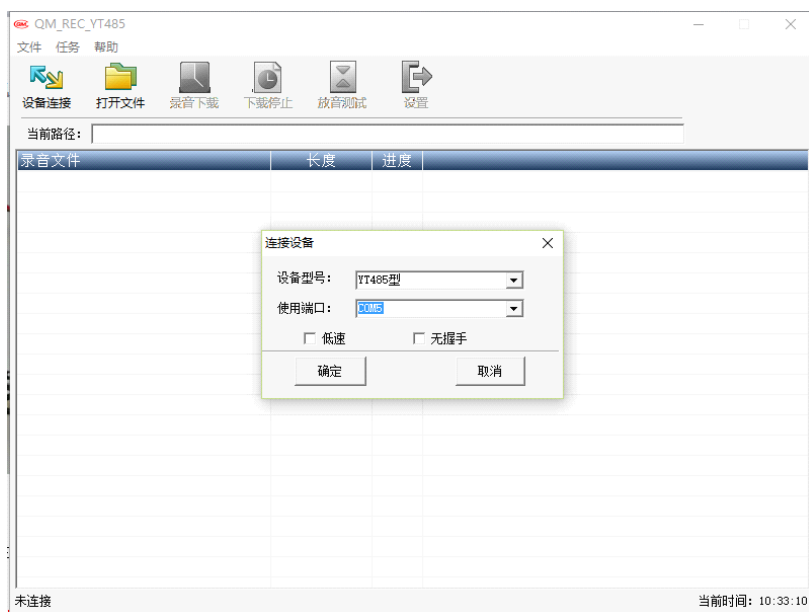 QM QM_REC_YT485
文件 任务 帮助
设备连接 打开文件 录音下载 下载停止 放音测试 设置
当前路径：
录音文件 长度 进度
连接设备
设备型号： YT485型
使用端口： COM5
低速 无握手
确定 取消
未连接 当前时间：10:33:10